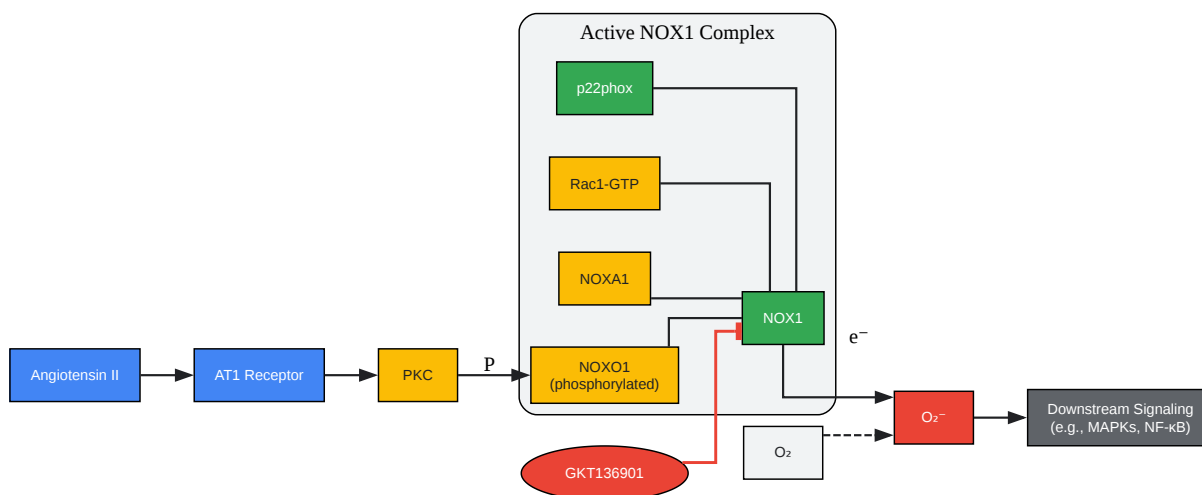 Active NOX1 Complex
p22phox
Rac1-GTP
NOXA1
NOX1
e⁻
Angiotensin II
AT1 Receptor
PKC
P
NOXO1
(phosphorylated)
O₂⁻
Downstream Signaling
(e.g., MAPKs, NF-κB)
O₂
GKT136901